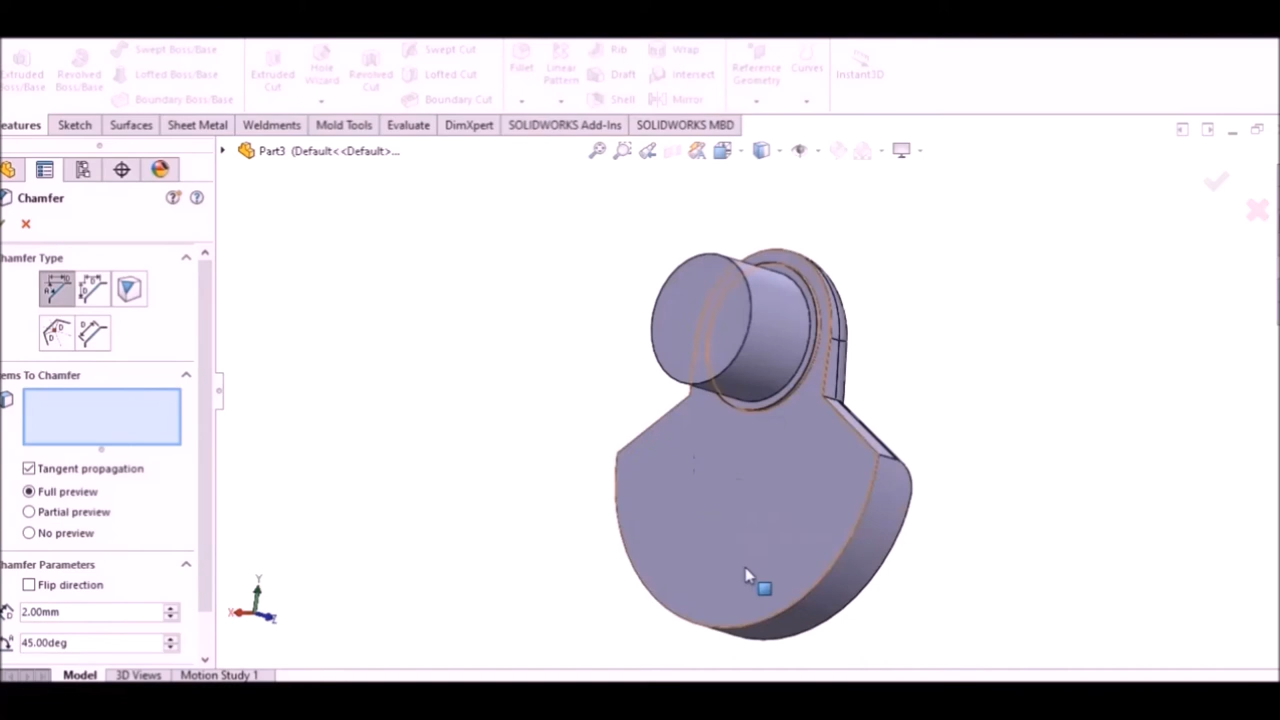 Swept Boss/Base
Rib
Wrap
Swept Cut
Extruded
Boss/Base
Revolved
Boss/Base
Lofted Boss/Base
Extruded
Cut
Hole
Wizard
Revolved
Cut
Lofted Cut
Fillet
Linear
Pattern
Draft
Intersect
Reference
Geometry
Curves
Instant3D
Boundary Boss/Base
Boundary Cut
Shell
Mirror
eatures Sketch Surfaces Sheet Metal Weldments Mold Tools Evaluate DimXpert SOLIDWORKS Add-Ins SOLIDWORKS MBD
Part3 (Default<<Default>...
Chamfer
hamfer Type
ems To Chamfer
Tangent propagation
Full preview
Partial preview
No preview
hamfer Parameters
Flip direction
2.00mm
45.00deg
Y
X
Z
Model 3D Views Motion Study 1